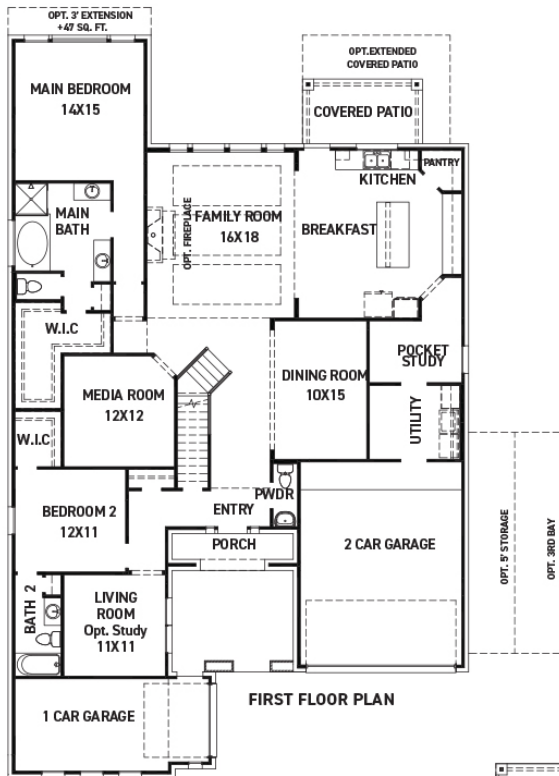 OPT. 3' EXTENSION
+47 SQ. FT.
MAIN BEDROOM
14X15
OPT.EXTENDED
COVERED PATIO
COVERED PATIO
MAIN
BATH
OPT. FIREPLACE
FAMILY ROOM
16X18
BREAKFAST
KITCHEN
PANTRY
W.I.C
MEDIA ROOM
12X12
DINING ROOM
10X15
POCKET
STUDY
UTILITY
W.I.C
BEDROOM 2
12X11
ENTRY
PWDR
PORCH
2 CAR GARAGE
OPT. 5' STORAGE
OPT. 3RD BAY
BATH 2
LIVING
ROOM
Opt. Study
11X11
1 CAR GARAGE
FIRST FLOOR PLAN